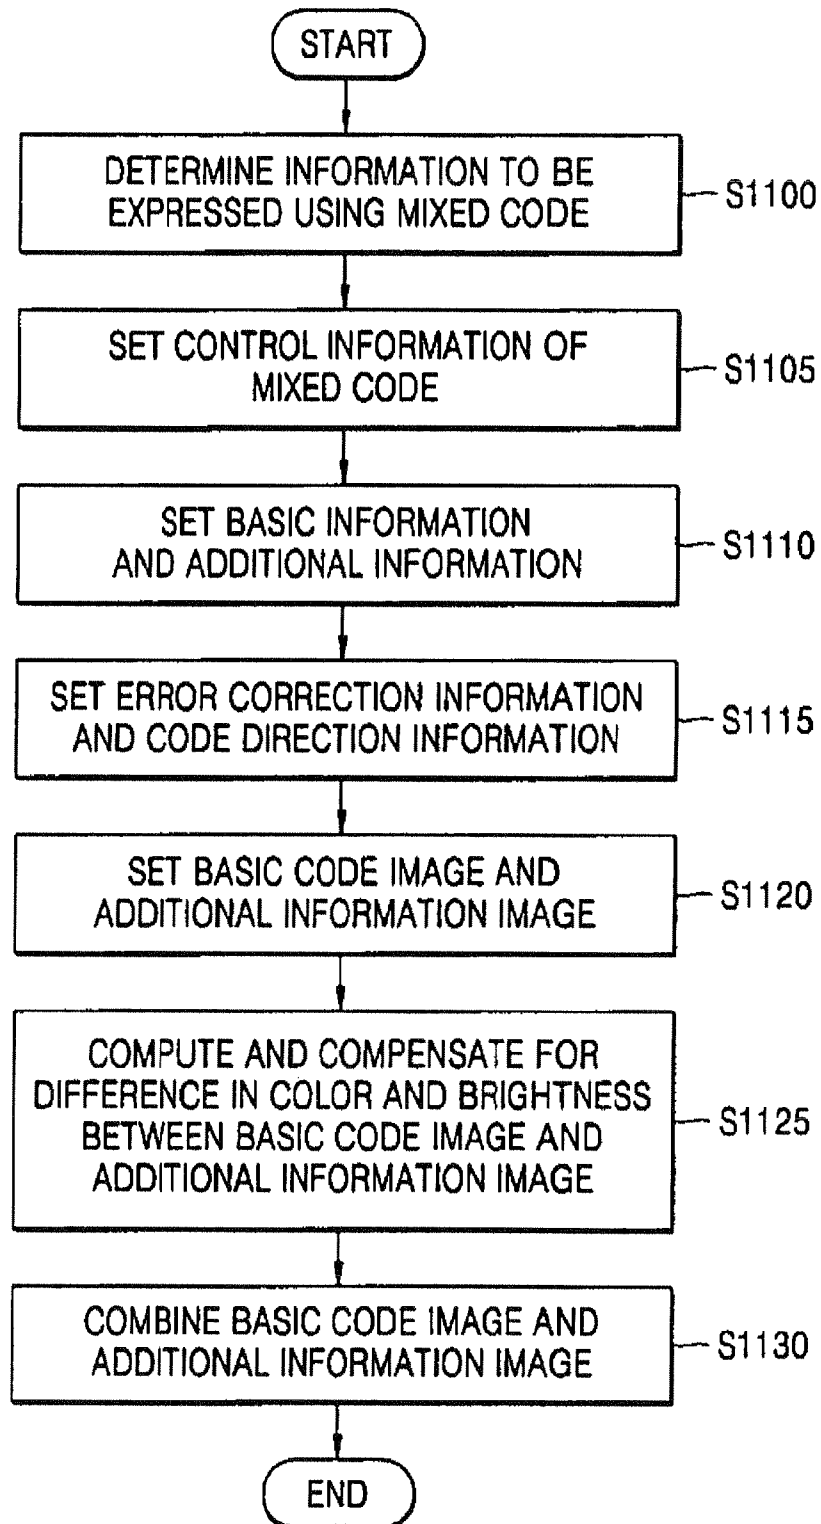 START
DETERMINE INFORMATION TO BE
EXPRESSED USING MIXED CODE
S1100
SET CONTROL INFORMATION OF
MIXED CODE
S1105
SET BASIC INFORMATION
AND ADDITIONAL INFORMATION
S1110
SET ERROR CORRECTION INFORMATION
AND CODE DIRECTION INFORMATION
S1115
SET BASIC CODE IMAGE AND
ADDITIONAL INFORMATION IMAGE
S1120
COMPUTE AND COMPENSATE FOR
DIFFERENCE IN COLOR AND BRIGHTNESS
BETWEEN BASIC CODE IMAGE AND
ADDITIONAL INFORMATION IMAGE
S1125
COMBINE BASIC CODE IMAGE AND
ADDITIONAL INFORMATION IMAGE
S1130
END